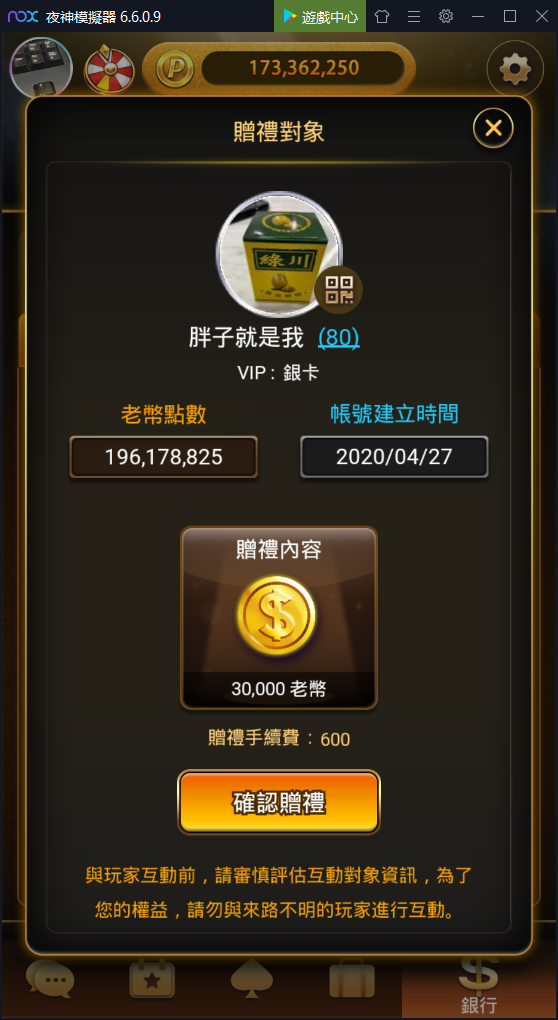 nox 夜神模擬器 6.6.0.9
遊戲中心
P 173,362,250
贈禮對象
綠川
胖子就是我 (80)
VIP : 銀卡
老幣點數 帳號建立時間
196,178,825 2020/04/27
贈禮內容
$
30,000 老幣
贈禮手續費 : 600
確認贈禮
與玩家互動前，請審慎評估互動對象資訊，為了
您的權益，請勿與來路不明的玩家進行互動。
$
銀行